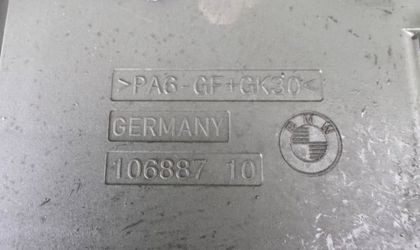 >PA6-GF+GK30<
GERMANY
BMW
106887 10